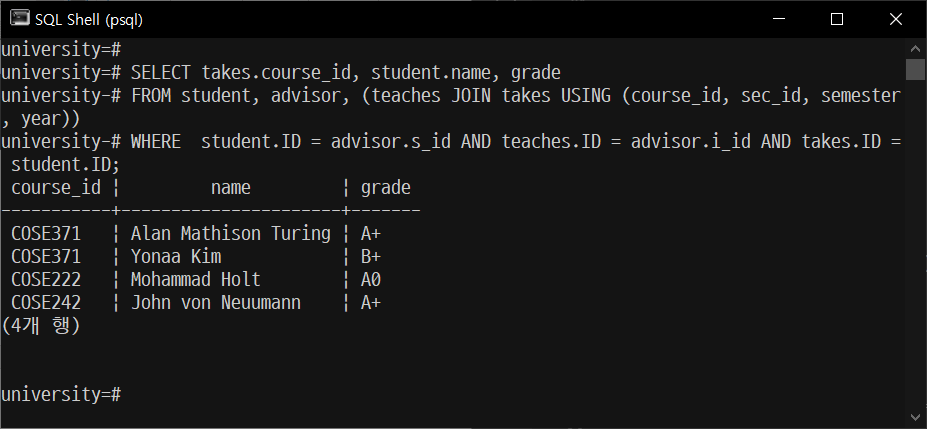 SQL Shell (psql)
university=#
university=# SELECT takes.course_id, student.name, grade
university-# FROM student, advisor, (teaches JOIN takes USING (course_id, sec_id, semester
, year))
university-# WHERE  student.ID = advisor.s_id AND teaches.ID = advisor.i_id AND takes.ID =
 student.ID;
 course_id ¦         name         ¦ grade
-----------+----------------------+-------
 COSE371   ¦ Alan Mathison Turing ¦ A+
 COSE371   ¦ Yonaa Kim            ¦ B+
 COSE222   ¦ Mohammad Holt        ¦ A0
 COSE242   ¦ John von Neuumann    ¦ A+
(4개 행)
university=#